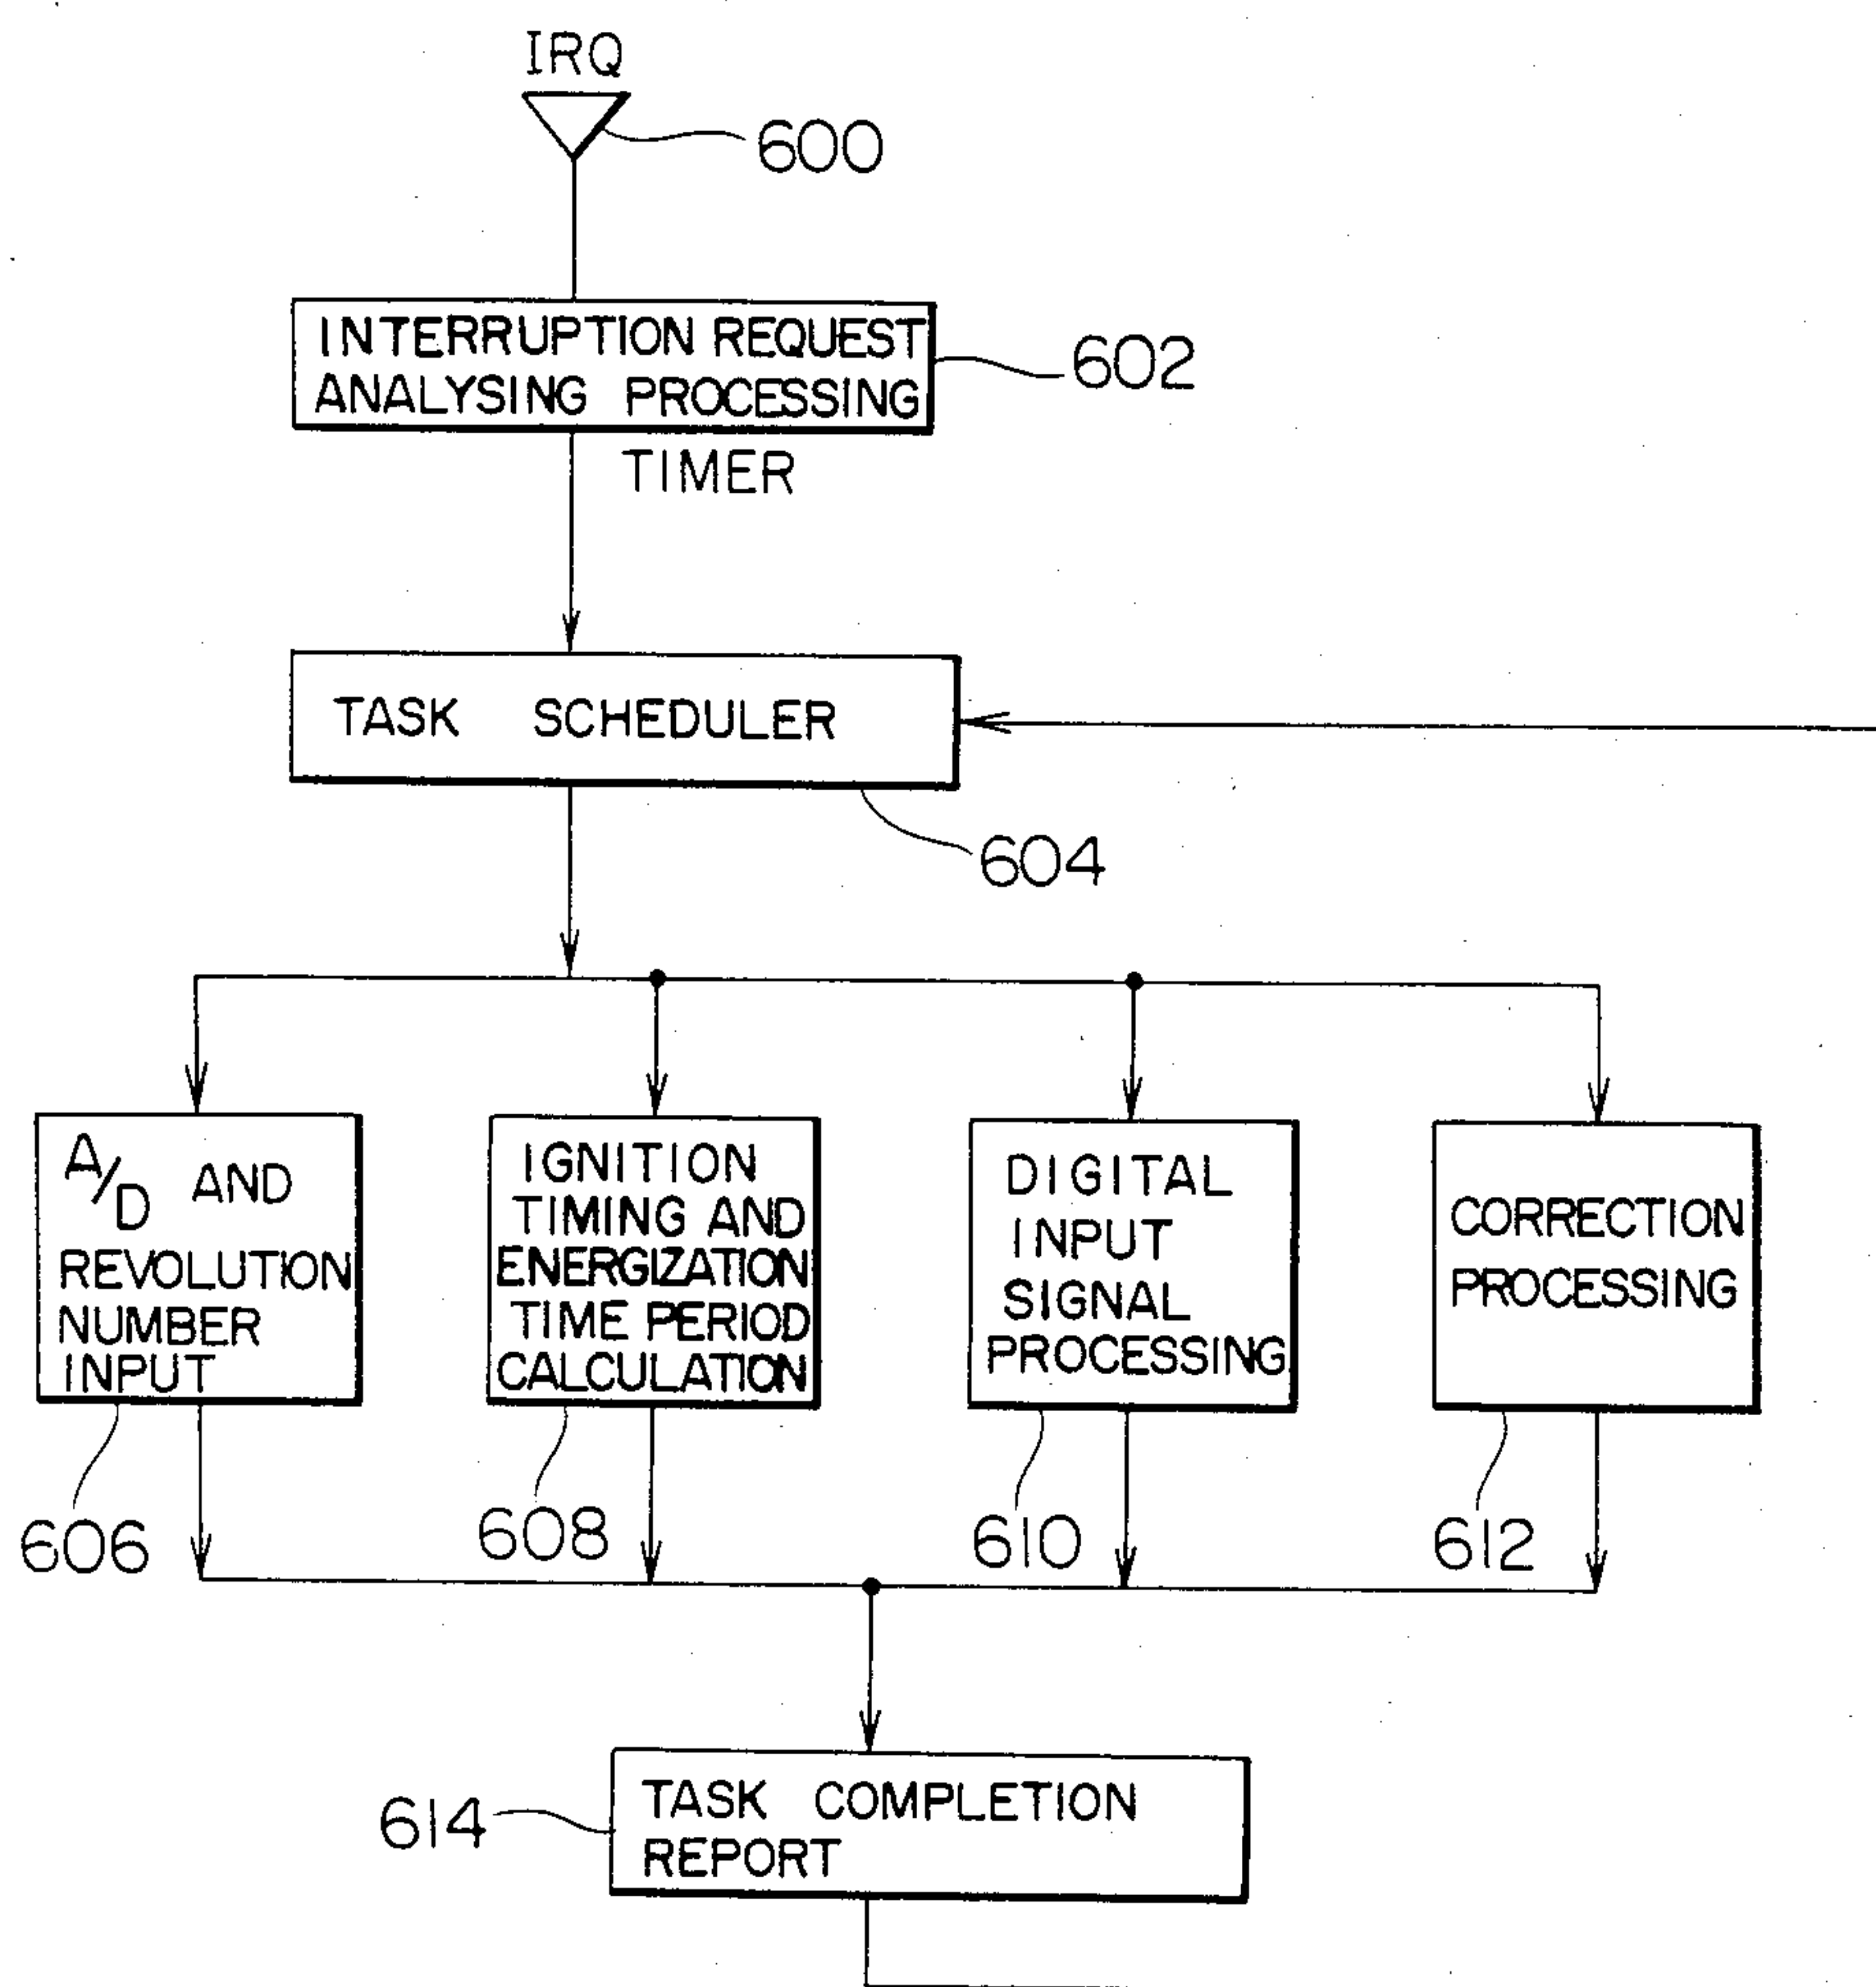 IRQ
600
INTERRUPTION REQUEST
ANALYSING PROCESSING
602
TIMER
TASK SCHEDULER
604
A/D AND
REVOLUTION
NUMBER
INPUT
606
IGNITION
TIMING AND
ENERGIZATION
TIME PERIOD
CALCULATION
608
DIGITAL
INPUT
SIGNAL
PROCESSING
610
CORRECTION
PROCESSING
612
TASK COMPLETION
REPORT
614